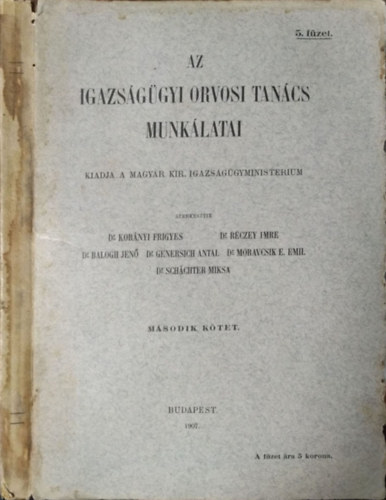 5. füzet.
AZ
IGAZSÁGÜGYI ORVOSI TANÁCS
MUNKÁLATAI
KIADJA A MAGYAR KIR. IGAZSÁGÜGYMINISTERIUM
SZERKESZTIK
Dr KORÁNYI FRIGYES Dr RÉCZEY IMRE
Dr BALOGH JENŐ Dr GENERSICH ANTAL Dr MORAVCSIK E. EMIL
Dr SCHÄCHTER MIKSA
MÁSODIK KÖTET.
BUDAPEST.
A füzet ára 5 korona.